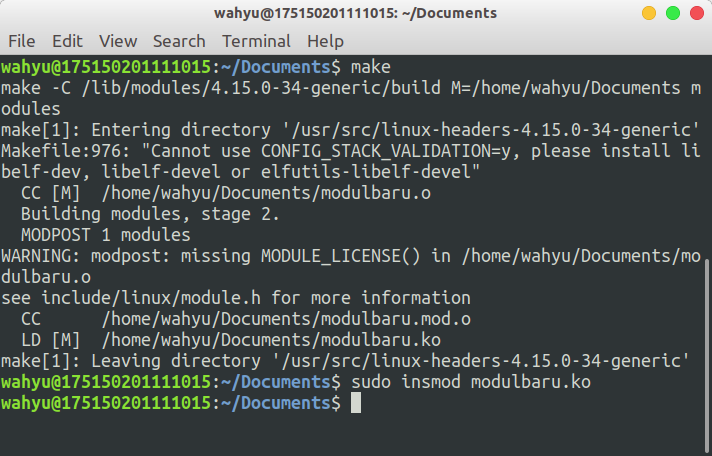 wahyu@175150201111015: ~/Documents
File Edit View Search Terminal Help
wahyu@175150201111015:~/Documents$ make
make -C /lib/modules/4.15.0-34-generic/build M=/home/wahyu/Documents m
odules
make[1]: Entering directory '/usr/src/linux-headers-4.15.0-34-generic'
Makefile:976: "Cannot use CONFIG_STACK_VALIDATION=y, please install li
belf-dev, libelf-devel or elfutils-libelf-devel"
  CC [M]  /home/wahyu/Documents/modulbaru.o
  Building modules, stage 2.
  MODPOST 1 modules
WARNING: modpost: missing MODULE_LICENSE() in /home/wahyu/Documents/mo
dulbaru.o
see include/linux/module.h for more information
  CC      /home/wahyu/Documents/modulbaru.mod.o
  LD [M]  /home/wahyu/Documents/modulbaru.ko
make[1]: Leaving directory '/usr/src/linux-headers-4.15.0-34-generic'
wahyu@175150201111015:~/Documents$ sudo insmod modulbaru.ko
wahyu@175150201111015:~/Documents$